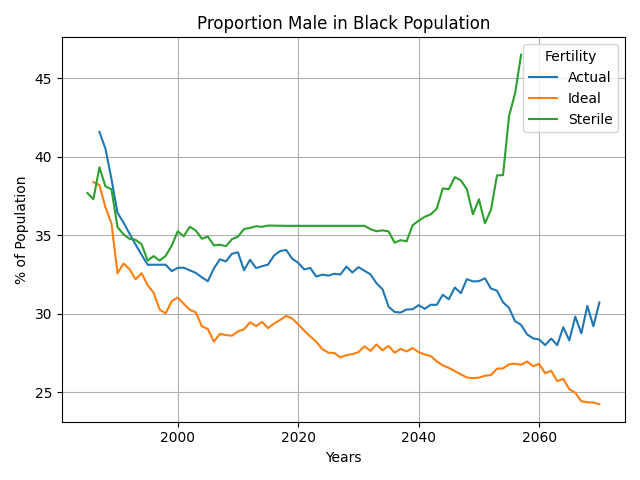 Proportion Male in Black Population
Fertility
Actual
Ideal
Sterile
% of Population
45
40
35
30
25
2000
2020
2040
2060
Years